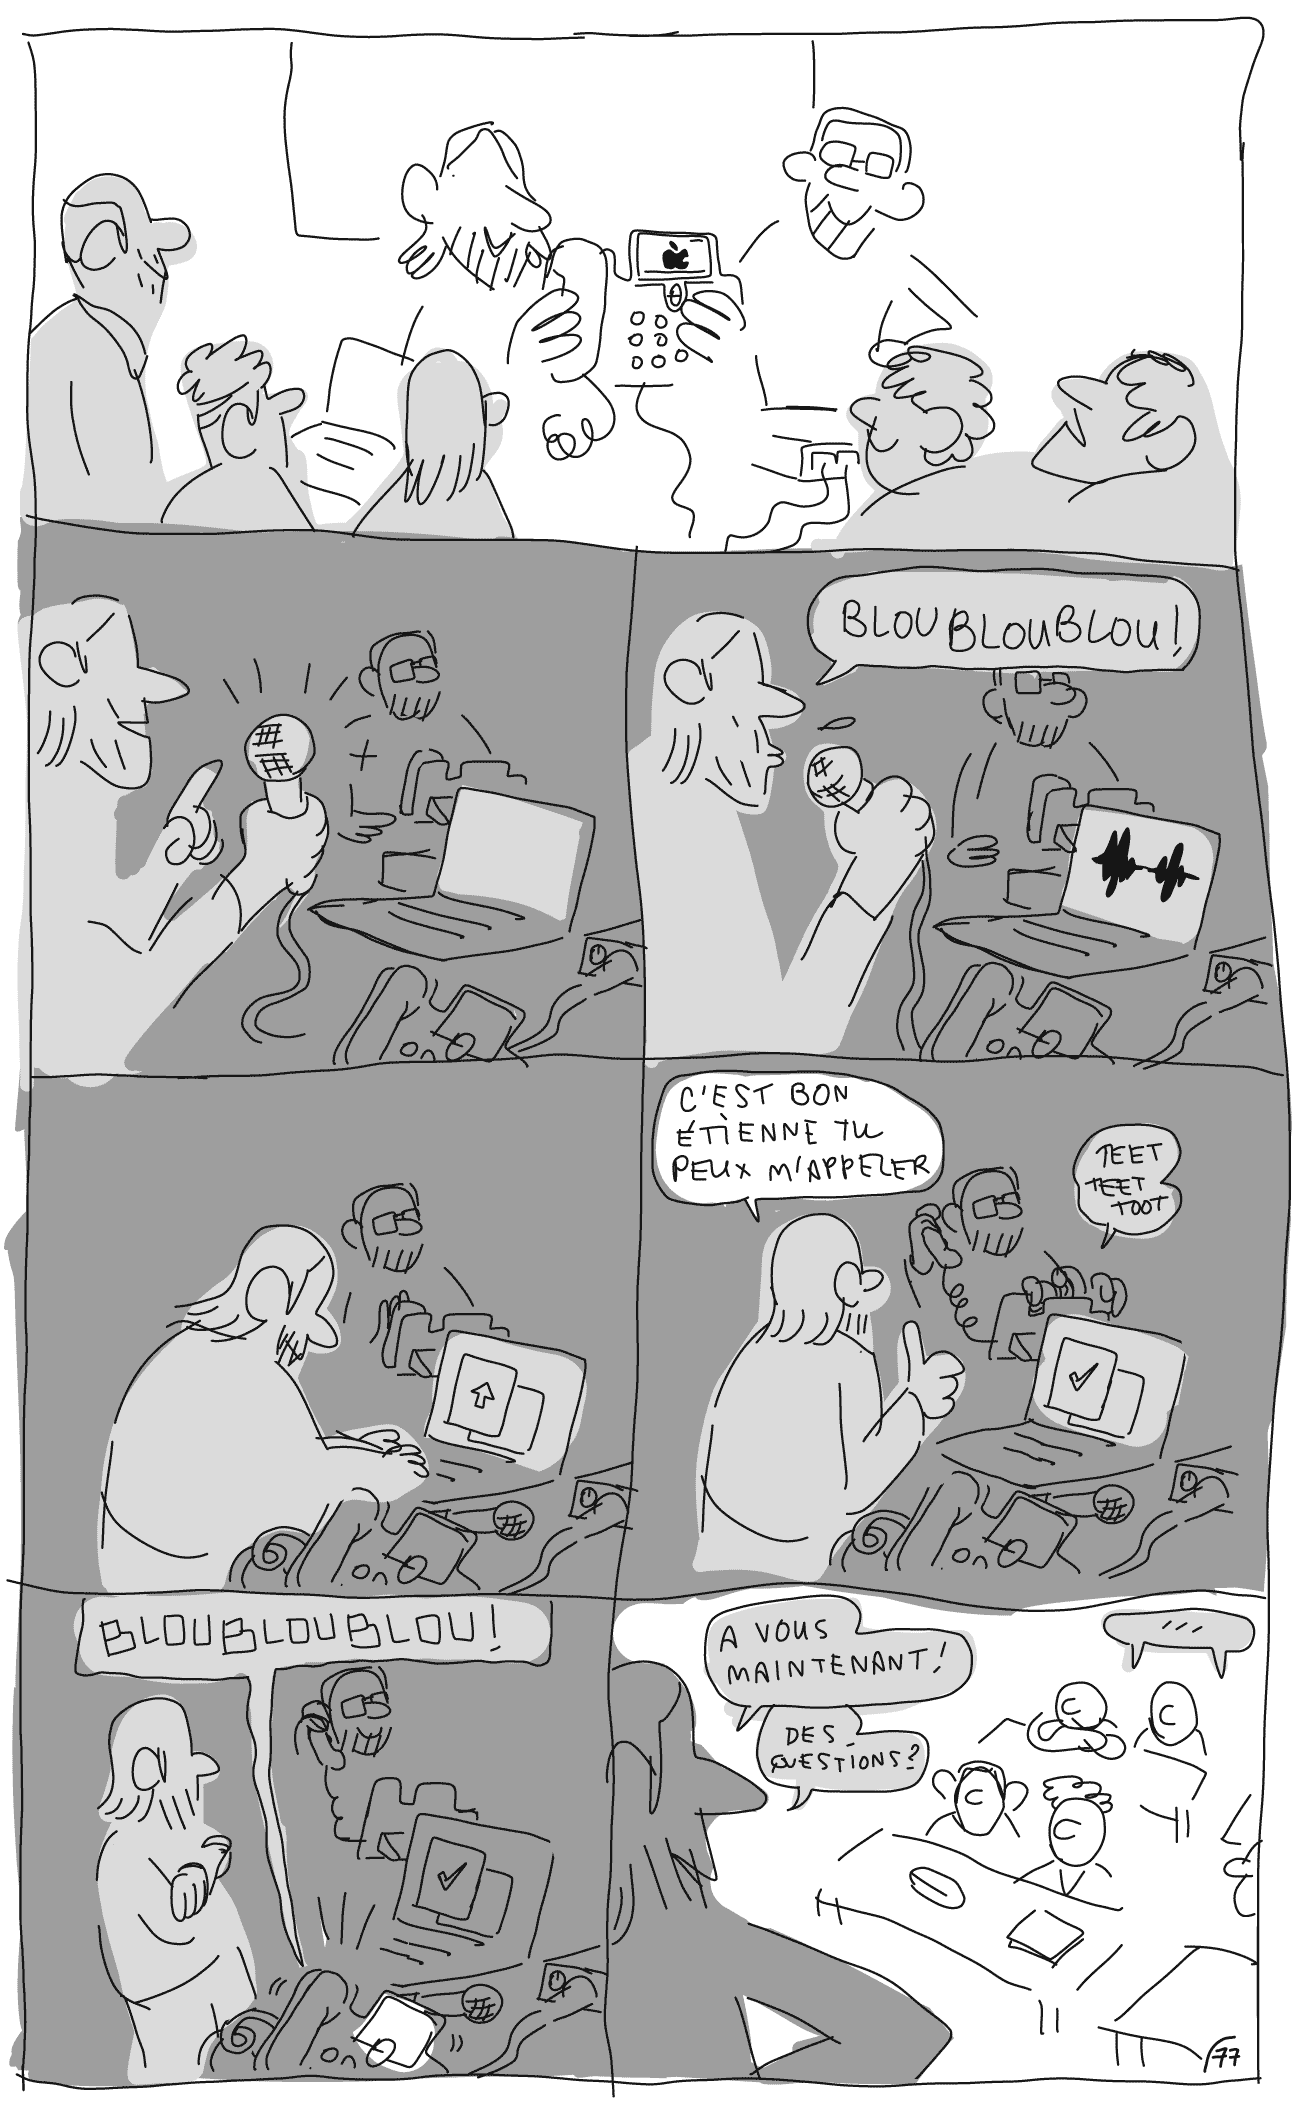 BLOUBLOUBLOU!
C'EST BON
ÉTIENNE TU
PEUX M'APPELER
TEET
TEET
TOOT
BLOUBLOUBLOU!
A VOUS
MAINTENANT!
DES
QUESTIONS?
...
C
C
C
C
77